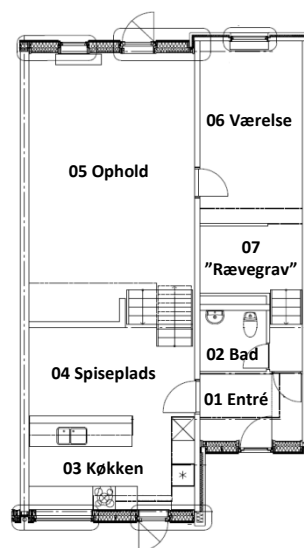 06 Værelse
05 Ophold
07
"Rævegrav"
02 Bad
04 Spiseplads
01 Entré
03 Køkken